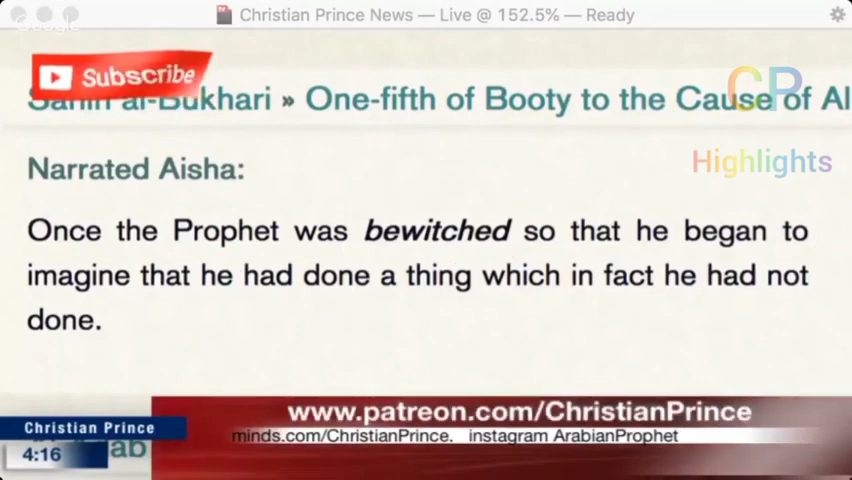 Christian Prince News — Live @ 152.5% — Ready
Google
Subscribe
Sahih al-Bukhari » One-fifth of Booty to the Cause of Al
CP
Highlights
Narrated Aisha:
Once the Prophet was bewitched so that he began to
imagine that he had done a thing which in fact he had not
done.
www.patreon.com/ChristianPrince
Christian Prince
minds.com/ChristianPrince. instagram ArabianProphet
4:16